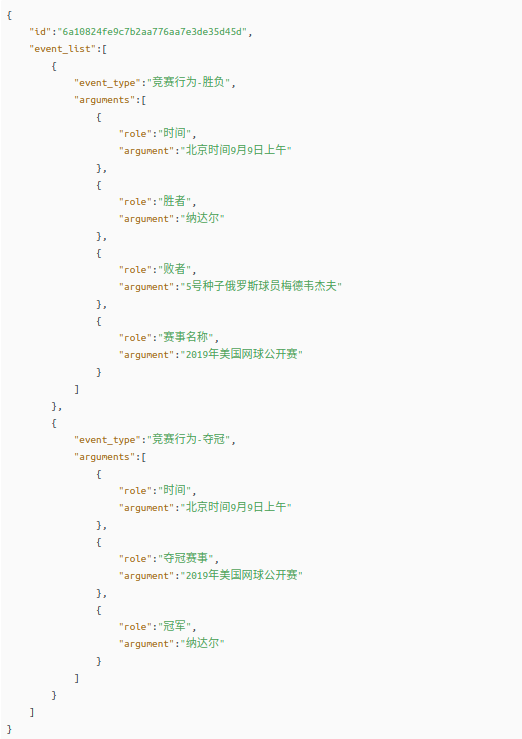 {
    "id":"6a10824fe9c7b2aa776aa7e3de35d45d",
    "event_list":[
        {
            "event_type":"竞赛行为-胜负",
            "arguments":[
                {
                    "role":"时间",
                    "argument":"北京时间9月9日上午"
                },
                {
                    "role":"胜者",
                    "argument":"纳达尔"
                },
                {
                    "role":"败者",
                    "argument":"5号种子俄罗斯球员梅德韦杰夫"
                },
                {
                    "role":"赛事名称",
                    "argument":"2019年美国网球公开赛"
                }
            ]
        },
        {
            "event_type":"竞赛行为-夺冠",
            "arguments":[
                {
                    "role":"时间",
                    "argument":"北京时间9月9日上午"
                },
                {
                    "role":"夺冠赛事",
                    "argument":"2019年美国网球公开赛"
                },
                {
                    "role":"冠军",
                    "argument":"纳达尔"
                }
            ]
        }
    ]
}